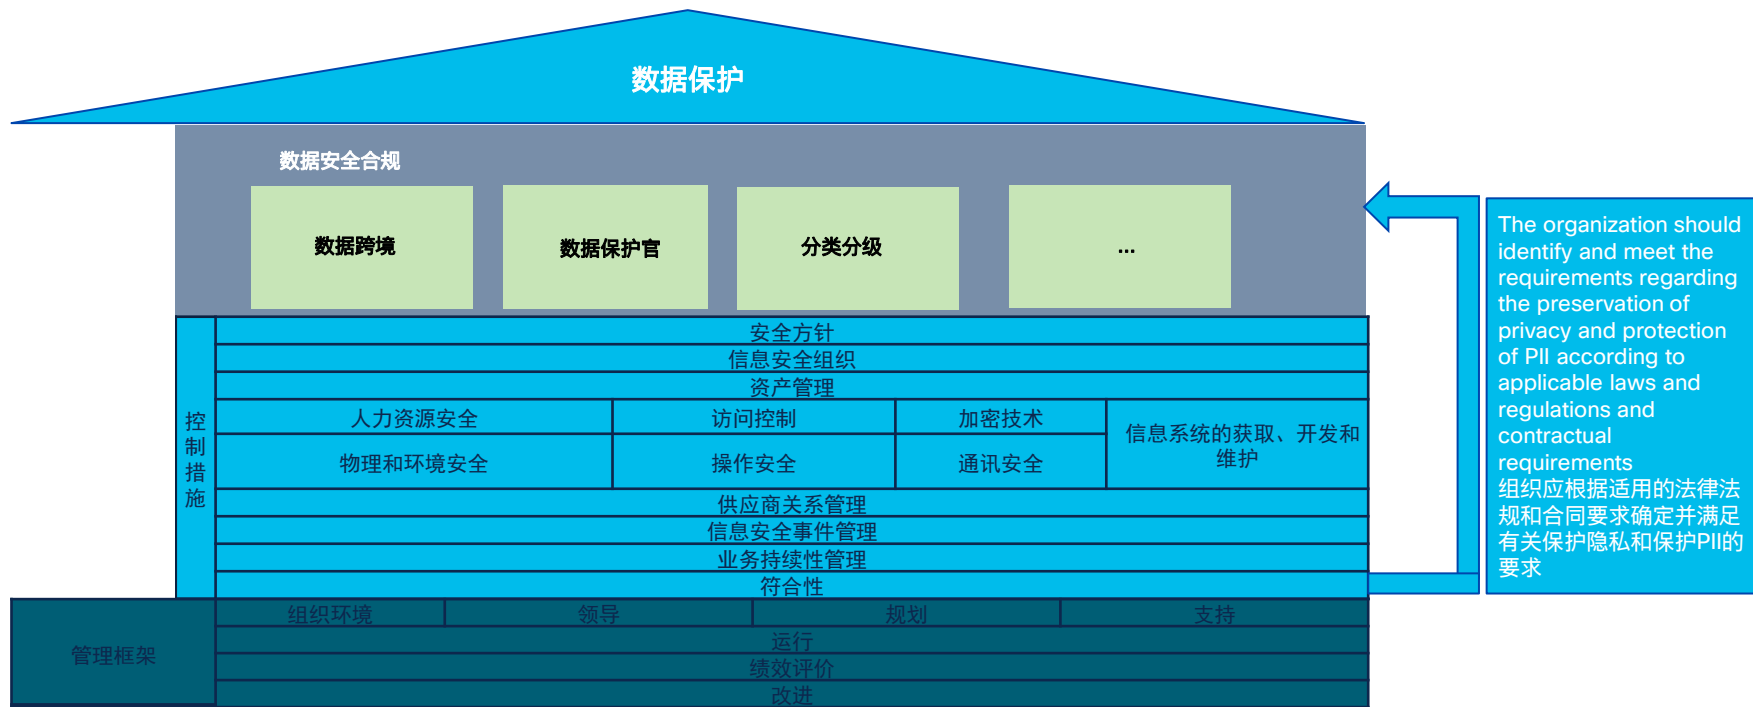 数据保护
数据安全合规
数据跨境
数据保护官
分类分级
...
控
制
措
施
安全方针
信息安全组织
资产管理
人力资源安全
访问控制
加密技术
信息系统的获取、开发和
维护
物理和环境安全
操作安全
通讯安全
供应商关系管理
信息安全事件管理
业务持续性管理
符合性
管理框架
组织环境
领导
规划
支持
运行
绩效评价
改进
The organization should
identify and meet the
requirements regarding
the preservation of
privacy and protection
of PII according to
applicable laws and
regulations and
contractual
requirements
组织应根据适用的法律法
规和合同要求确定并满足
有关保护隐私和保护PII的
要求